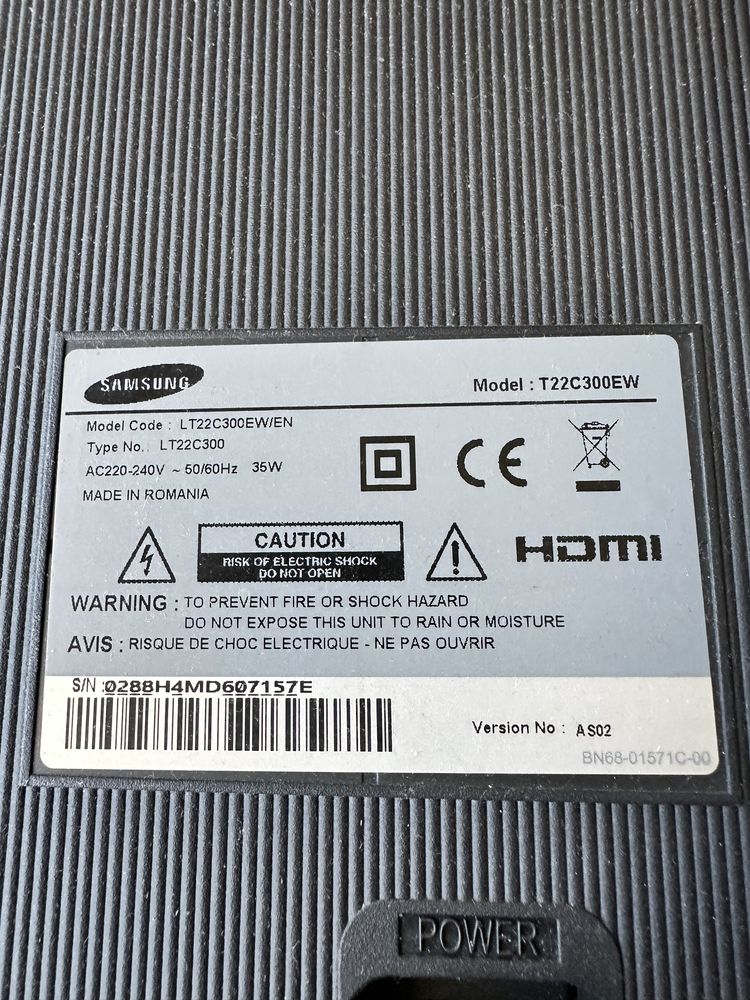 SAMSUNG
Model : T22C300EW
Model Code : LT22C300EW/EN
Type No. LT22C300
AC220-240V ~ 50/60Hz 35W
MADE IN ROMANIA
CE
CAUTION
RISK OF ELECTRIC SHOCK
DO NOT OPEN
HDMI
WARNING : TO PREVENT FIRE OR SHOCK HAZARD
DO NOT EXPOSE THIS UNIT TO RAIN OR MOISTURE
AVIS : RISQUE DE CHOC ELECTRIQUE - NE PAS OUVRIR
S/N :0288H4MD607157E
Version No : AS02
BN68-01571C-00
POWER